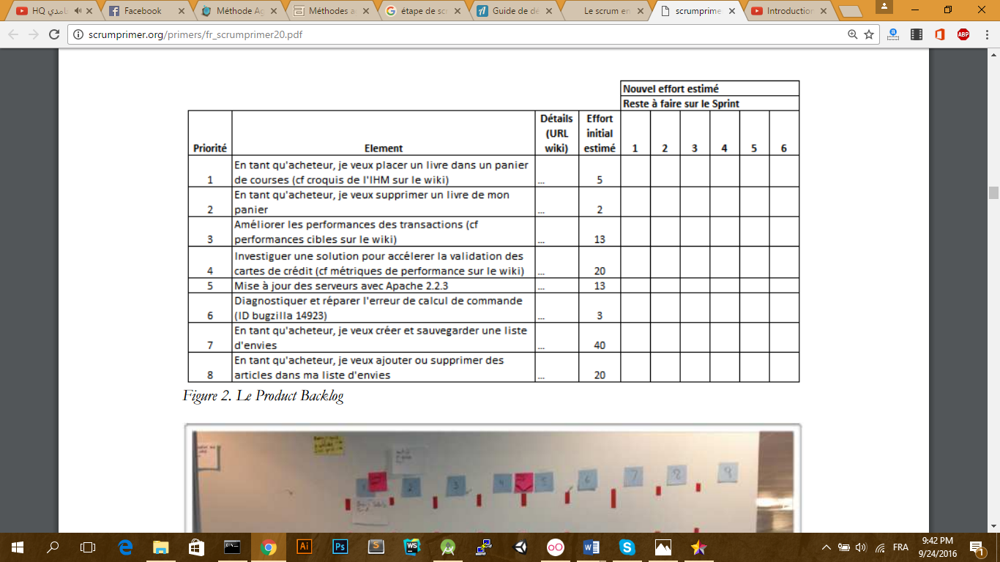 HQ نامدي
Facebook
Méthode Ag
Méthodes a
étape de sc
Guide de dé
Le scrum en
scrumprime
Introduction
scrumprimer.org/primers/fr_scrumprimer20.pdf
ABP
Nouvel effort estimé
Reste à faire sur le Sprint
Priorité Element Détails (URL wiki) Effort initial estimé 1 2 3 4 5 6
1 En tant qu'acheteur, je veux placer un livre dans un panier
de courses (cf croquis de l'IHM sur le wiki) ... 5
En tant qu'acheteur, je veux supprimer un livre de mon
2 panier ... 2
Améliorer les performances des transactions (cf
3 performances cibles sur le wiki) ... 13
Investiguer une solution pour accélerer la validation des
4 cartes de crédit (cf métriques de performance sur le wiki) ... 20
5 Mise à jour des serveurs avec Apache 2.2.3 ... 13
Diagnostiquer et réparer l'erreur de calcul de commande
6 (ID bugzilla 14923) ... 3
En tant qu'acheteur, je veux créer et sauvegarder une liste
7 d'envies ... 40
En tant qu'acheteur, je veux ajouter ou supprimer des
8 articles dans ma liste d'envies ... 20
Figure 2. Le Product Backlog
2 3 4 5 6 7 8 9
Ai Ps S WS W S
FRA
9:42 PM
9/24/2016
1